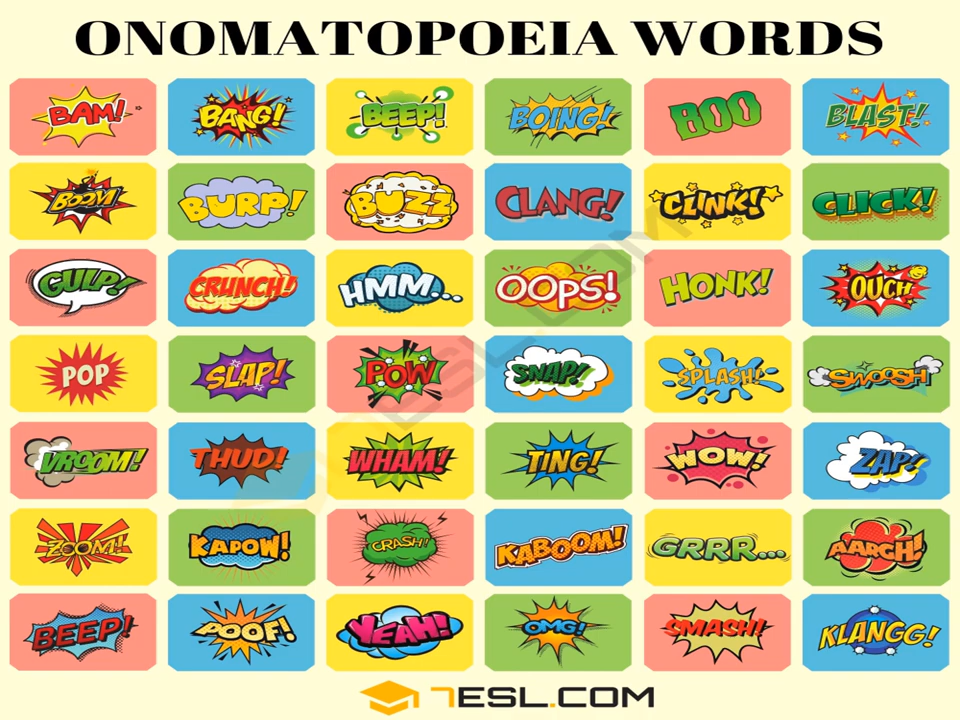 ONOMATOPOEIA WORDS
BAM! BANG! BEEP! BOING! BOO BLAST!
BOOM BURP! BUZZ CLANG! CLINK! CLICK!
GULP! CRUNCH! HMM... OOPS! HONK! OUCH
POP SLAP! POW SNAP! SPLASH! SWOOSH
VROOM! THUD! WHAM! TING! WOW! ZAP!
ZOOM! KAPOW! CRASH! KABOOM! GRRR... AARGH!
BEEP! POOF! YEAH! OMG! SMASH! KLANGG!
7ESL.COM
7ESL.COM